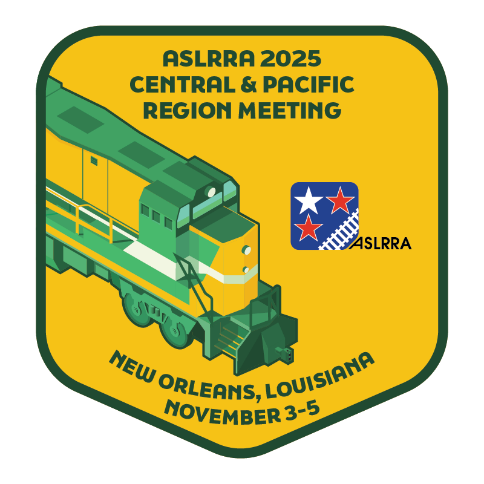 ASLRRA 2025
CENTRAL & PACIFIC
REGION MEETING
ASLRRA
NEW ORLEANS, LOUISIANA
NOVEMBER 3-5